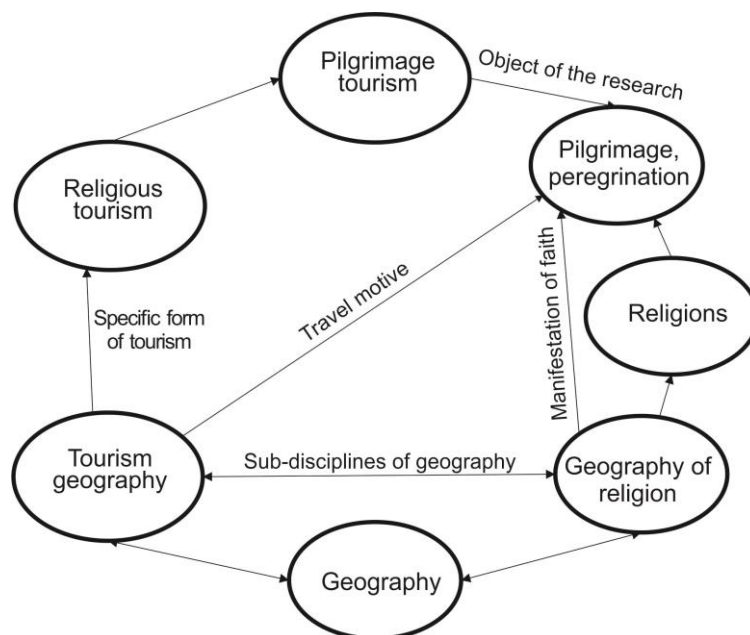 Pilgrimage
tourism
Object of the research
Pilgrimage,
peregrination
Religious
tourism
Travel motive
Manifestation of faith
Religions
Specific form
of tourism
Tourism
geography
Sub-disciplines of geography
Geography of
religion
Geography